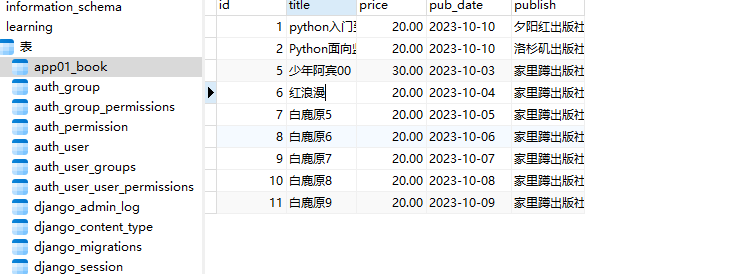 information_schema
learning
表
app01_book
auth_group
auth_group_permissions
auth_permission
auth_user
auth_user_groups
auth_user_user_permissions
django_admin_log
django_content_type
django_migrations
django_session
id title price pub_date publish
1 python入门 20.00 2023-10-10 夕阳红出版社
2 Python面向 20.00 2023-10-10 洛杉矶出版社
5 少年阿宾00 30.00 2023-10-03 家里蹲出版社
6 红浪漫 20.00 2023-10-04 家里蹲出版社
7 白鹿原5 20.00 2023-10-05 家里蹲出版社
8 白鹿原6 20.00 2023-10-06 家里蹲出版社
9 白鹿原7 20.00 2023-10-07 家里蹲出版社
10 白鹿原8 20.00 2023-10-08 家里蹲出版社
11 白鹿原9 20.00 2023-10-09 家里蹲出版社